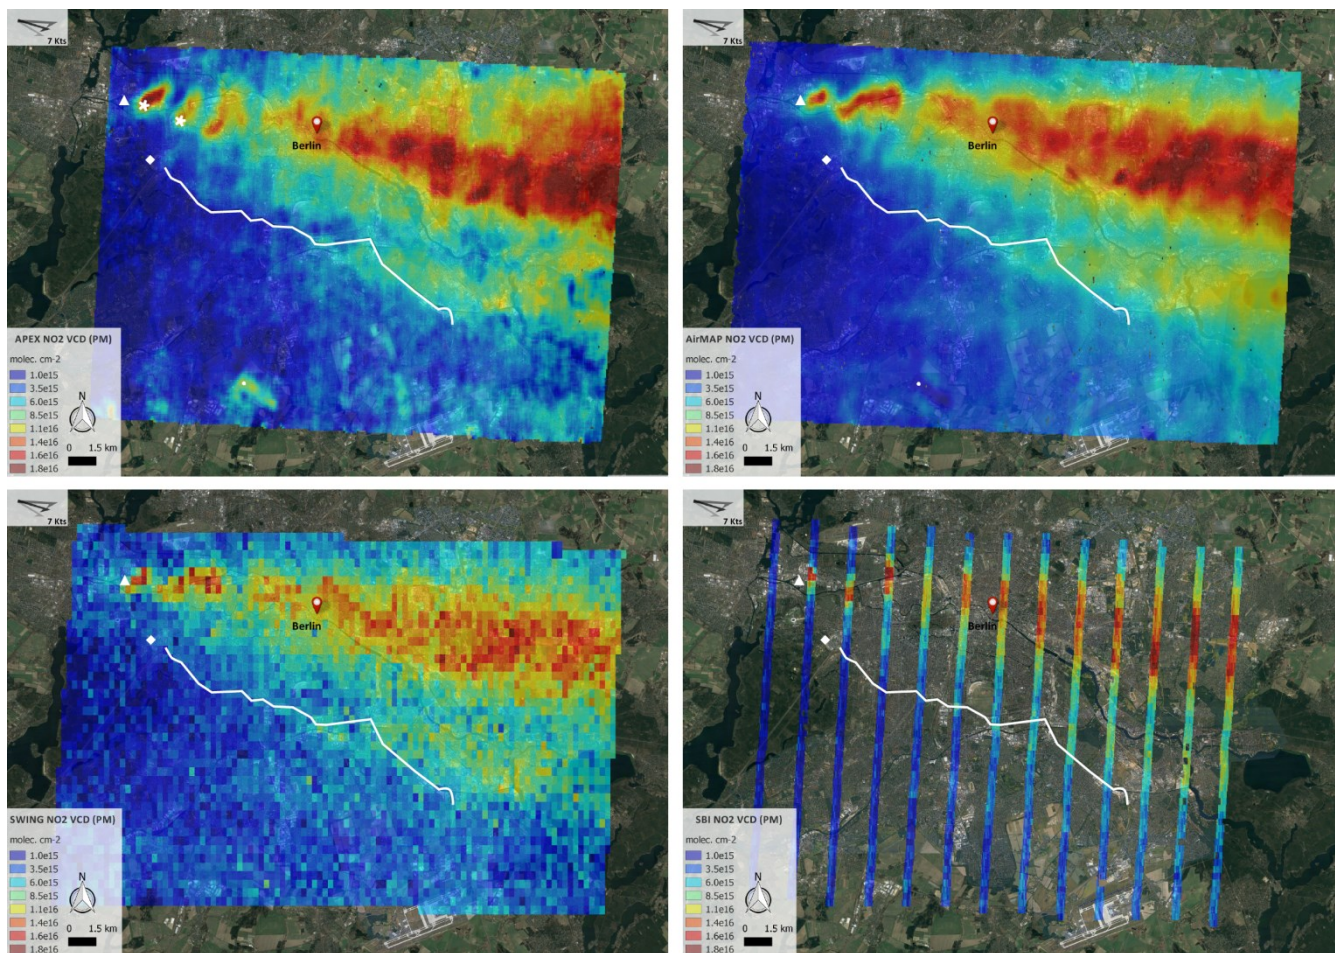 7 Kts
Berlin
APEX NO2 VCD (PM)
molec. cm-2
1.0e15
3.5e15
6.0e15
8.5e15
1.1e16
1.4e16
1.6e16
1.8e16
N
0 1.5 km
7 Kts
Berlin
AirMAP NO2 VCD (PM)
molec. cm-2
1.0e15
3.5e15
6.0e15
8.5e15
1.1e16
1.4e16
1.6e16
1.8e16
N
0 1.5 km
7 Kts
Berlin
SWING NO2 VCD (PM)
molec. cm-2
1.0e15
3.5e15
6.0e15
8.5e15
1.1e16
1.4e16
1.6e16
1.8e16
N
0 1.5 km
7 Kts
Berlin
SBI NO2 VCD (PM)
molec. cm-2
1.0e15
3.5e15
6.0e15
8.5e15
1.1e16
1.4e16
1.6e16
1.8e16
N
0 1.5 km